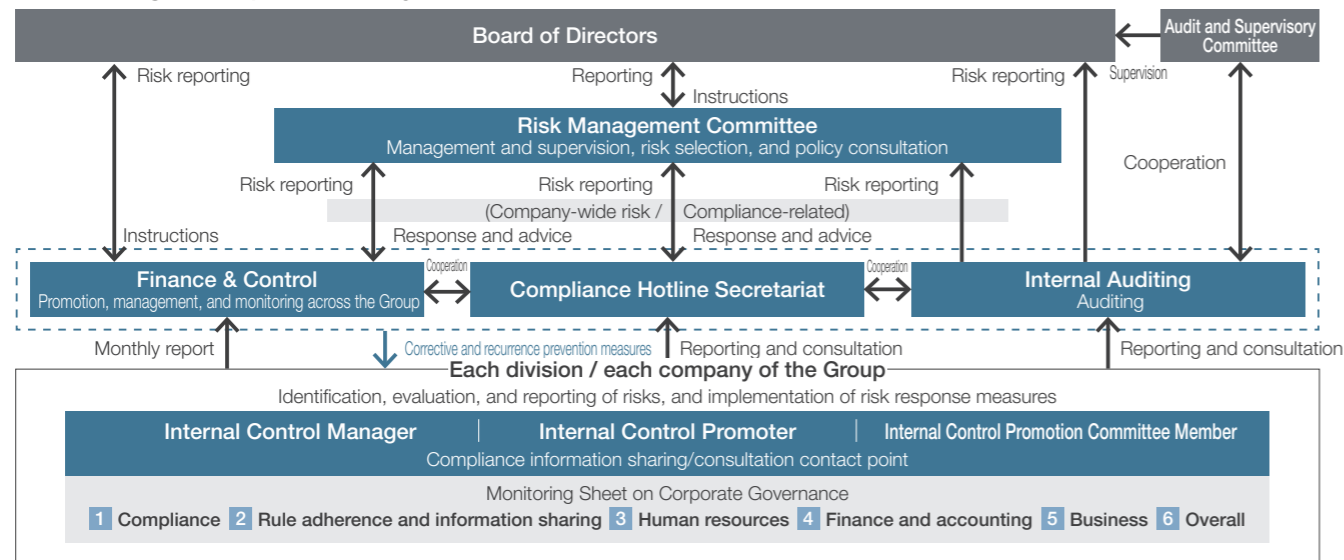 Board of Directors
Audit and Supervisory
Committee
Risk reporting
Reporting
Risk reporting
Supervision
Instructions
Risk Management Committee
Management and supervision, risk selection, and policy consultation
Cooperation
Risk reporting
Risk reporting
Risk reporting
(Company-wide risk / Compliance-related)
Instructions
Response and advice
Response and advice
Finance & Control
Promotion, management, and monitoring across the Group
Cooperation
Compliance Hotline Secretariat
Cooperation
Internal Auditing
Auditing
Monthly report
Corrective and recurrence prevention measures
Reporting and consultation
Reporting and consultation
Each division / each company of the Group
Identification, evaluation, and reporting of risks, and implementation of risk response measures
Internal Control Manager
Internal Control Promoter
Internal Control Promotion Committee Member
Compliance information sharing/consultation contact point
Monitoring Sheet on Corporate Governance
1 Compliance 2 Rule adherence and information sharing 3 Human resources 4 Finance and accounting 5 Business 6 Overall